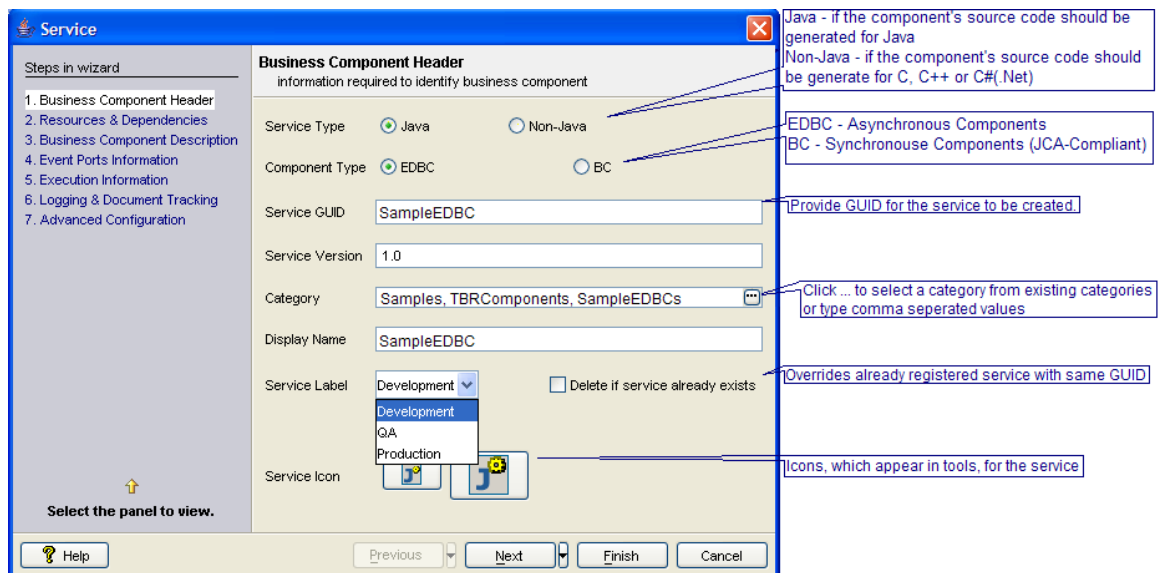 Service
Steps in wizard
1. Business Component Header
2. Resources & Dependencies
3. Business Component Description
4. Event Ports Information
5. Execution Information
6. Logging & Document Tracking
7. Advanced Configuration
Select the panel to view.
Business Component Header
information required to identify business component
Service Type Java Non-Java
Component Type EDBC BC
Service GUID SampleEDBC
Service Version 1.0
Category Samples, TBRComponents, SampleEDBCs ...
Display Name SampleEDBC
Service Label Development Delete if service already exists
Development
QA
Production
Service Icon
Help Previous Next Finish Cancel
Java - if the component's source code should be
generated for Java
Non-Java - if the component's source code should
be generate for C, C++ or C#(.Net)
EDBC - Asynchronous Components
BC - Synchronouse Components (JCA-Compliant)
Provide GUID for the service to be created.
Click ... to select a category from existing categories
or type comma seperated values
Overrides already registered service with same GUID
Icons, which appear in tools, for the service